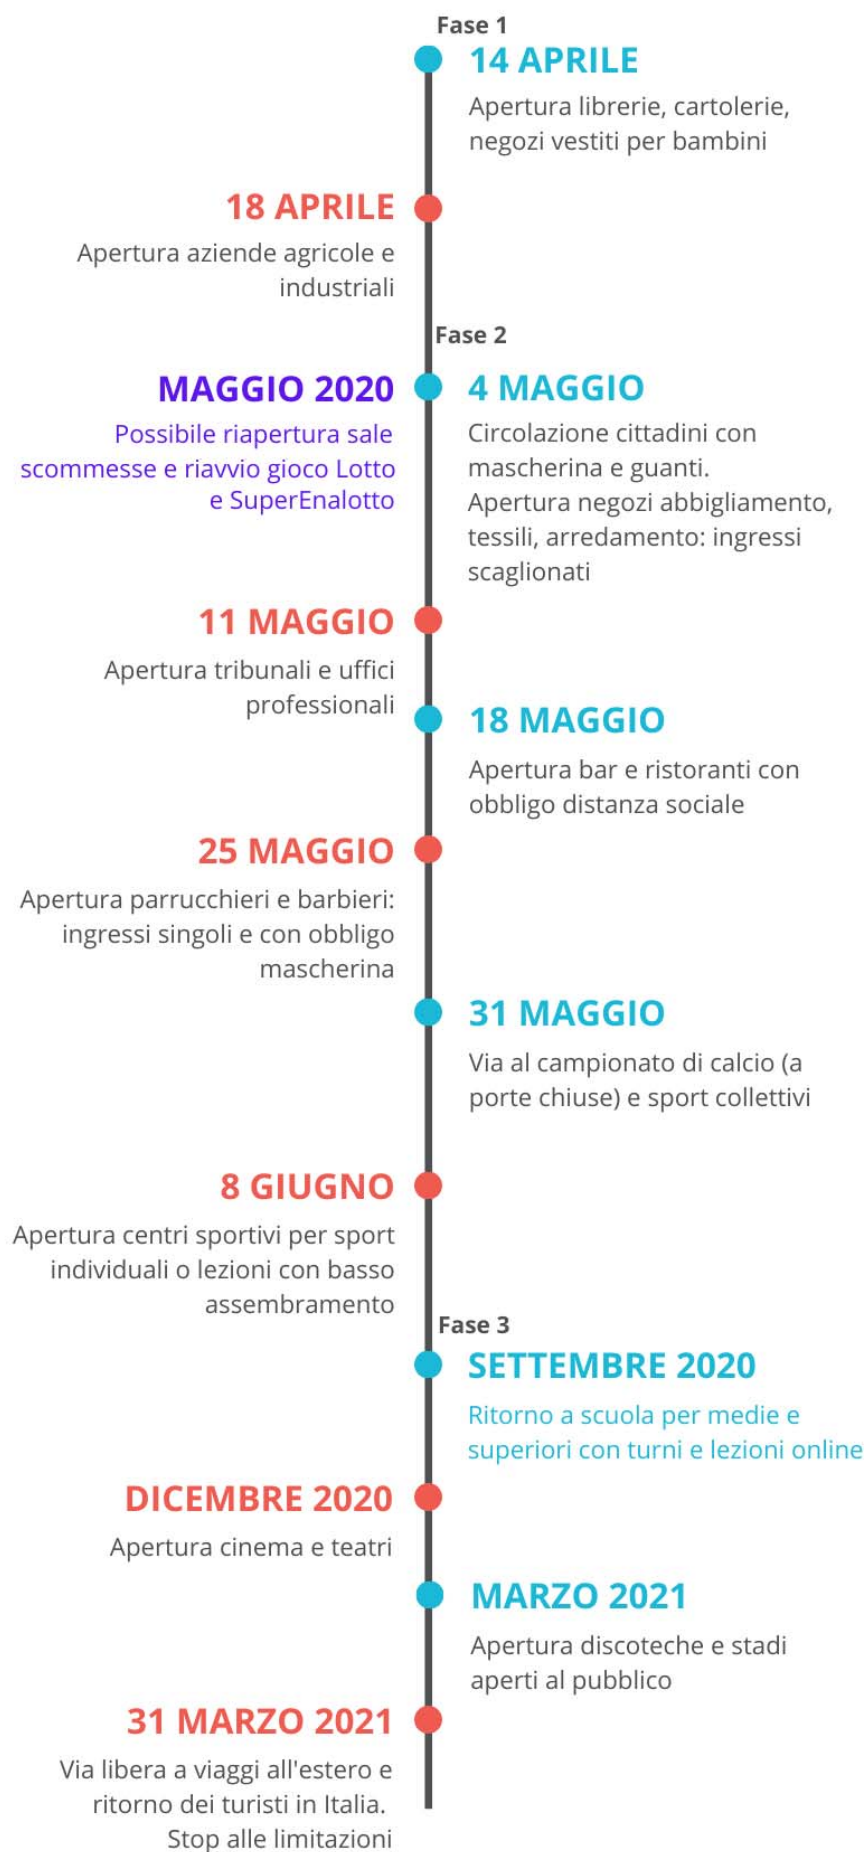 Fase 1
14 APRILE
Apertura librerie, cartolerie,
negozi vestiti per bambini
18 APRILE
Apertura aziende agricole e
industriali
Fase 2
MAGGIO 2020
Possibile riapertura sale
scommesse e riavvio gioco Lotto
e SuperEnalotto
4 MAGGIO
Circolazione cittadini con
mascherina e guanti.
Apertura negozi abbigliamento,
tessili, arredamento: ingressi
scaglionati
11 MAGGIO
Apertura tribunali e uffici
professionali
18 MAGGIO
Apertura bar e ristoranti con
obbligo distanza sociale
25 MAGGIO
Apertura parrucchieri e barbieri:
ingressi singoli e con obbligo
mascherina
31 MAGGIO
Via al campionato di calcio (a
porte chiuse) e sport collettivi
8 GIUGNO
Apertura centri sportivi per sport
individuali o lezioni con basso
assembramento
Fase 3
SETTEMBRE 2020
Ritorno a scuola per medie e
superiori con turni e lezioni online
DICEMBRE 2020
Apertura cinema e teatri
MARZO 2021
Apertura discoteche e stadi
aperti al pubblico
31 MARZO 2021
Via libera a viaggi all'estero e
ritorno dei turisti in Italia.
Stop alle limitazioni